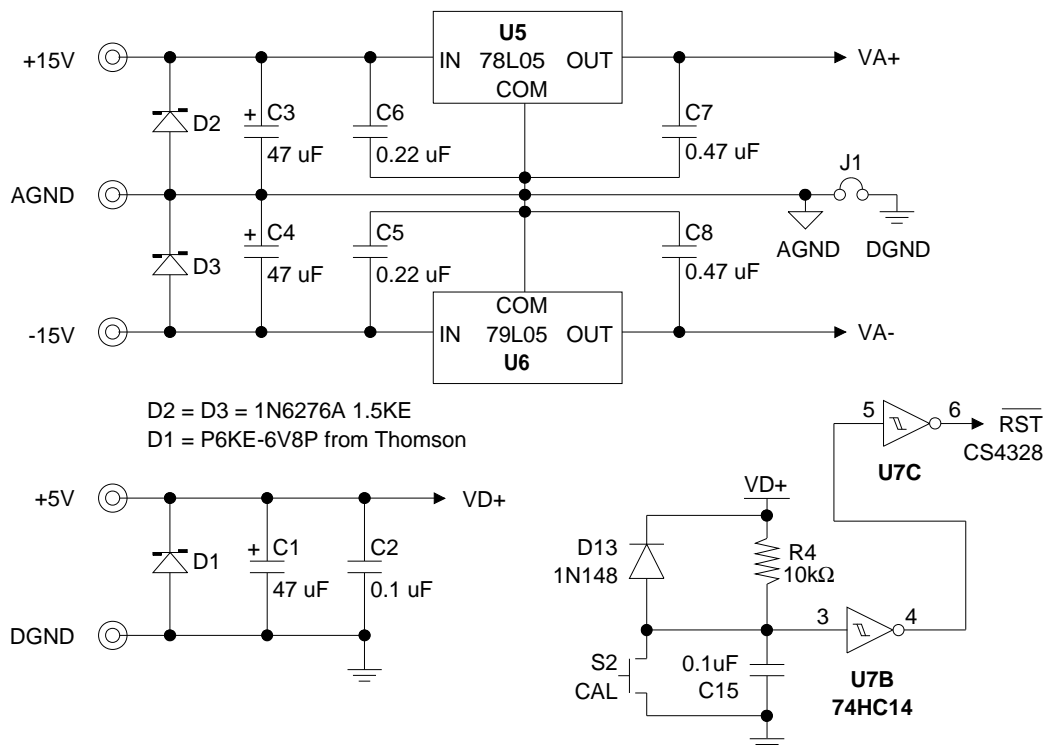 U5
+15V
IN 78L05 OUT
COM
VA+
D2
+ C3
47 uF
C6
0.22 uF
C7
0.47 uF
AGND
J1
AGND
DGND
D3
+ C4
47 uF
C5
0.22 uF
C8
0.47 uF
COM
-15V
IN 79L05 OUT
U6
VA-
D2 = D3 = 1N6276A 1.5KE
D1 = P6KE-6V8P from Thomson
5
6
RST
CS4328
U7C
+5V
VD+
D1
+ C1
47 uF
C2
0.1 uF
DGND
VD+
D13
1N148
R4
10kΩ
3
4
S2
CAL
0.1uF
C15
U7B
74HC14